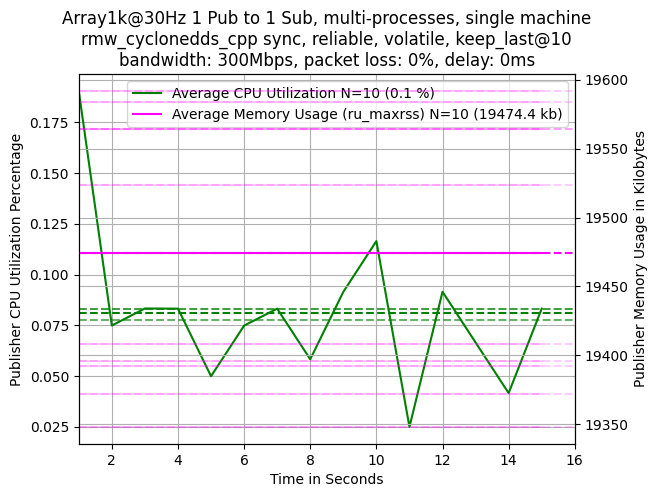 Array1k@30Hz 1 Pub to 1 Sub, multi-processes, single machine
rmw_cyclonedds_cpp sync, reliable, volatile, keep_last@10
bandwidth: 300Mbps, packet loss: 0%, delay: 0ms
Average CPU Utilization N=10 (0.1 %)
Average Memory Usage (ru_maxrss) N=10 (19474.4 kb)
Publisher CPU Utilization Percentage
0.175
0.150
0.125
0.100
0.075
0.050
0.025
19600
19550
19500
19450
19400
19350
Publisher Memory Usage in Kilobytes
2 4 6 8 10 12 14 16
Time in Seconds